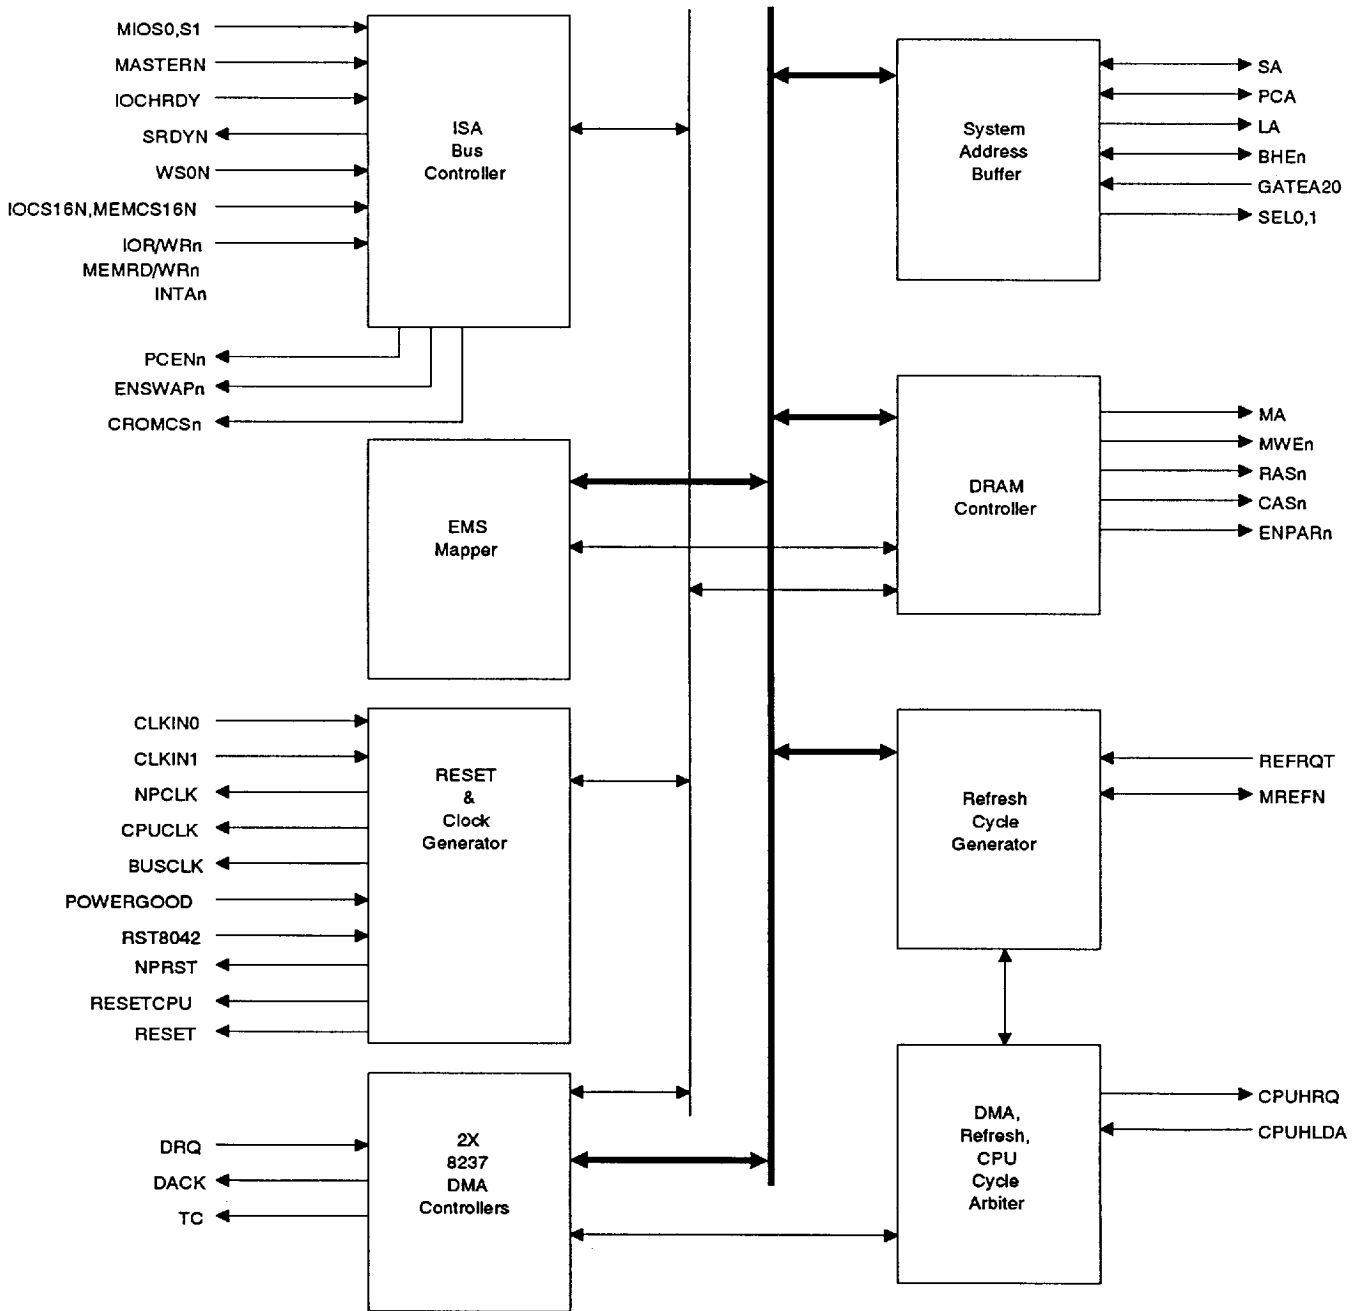 MIOS0,S1
MASTERN
IOCHRDY
SRDYN
WS0N
IOCS16N,MEMCS16N
IOR/WRn
MEMRD/WRn
INTAn
PCENn
ENSWAPn
CROMCSn
ISA
Bus
Controller
System
Address
Buffer
SA
PCA
LA
BHEn
GATEA20
SEL0,1
EMS
Mapper
DRAM
Controller
MA
MWEn
RASn
CASn
ENPARn
CLKIN0
CLKIN1
NPCLK
CPUCLK
BUSCLK
POWERGOOD
RST8042
NPRST
RESETCPU
RESET
RESET
&
Clock
Generator
Refresh
Cycle
Generator
REFRQT
MREFN
DRQ
DACK
TC
2X
8237
DMA
Controllers
DMA,
Refresh,
CPU
Cycle
Arbiter
CPUHRQ
CPUHLDA